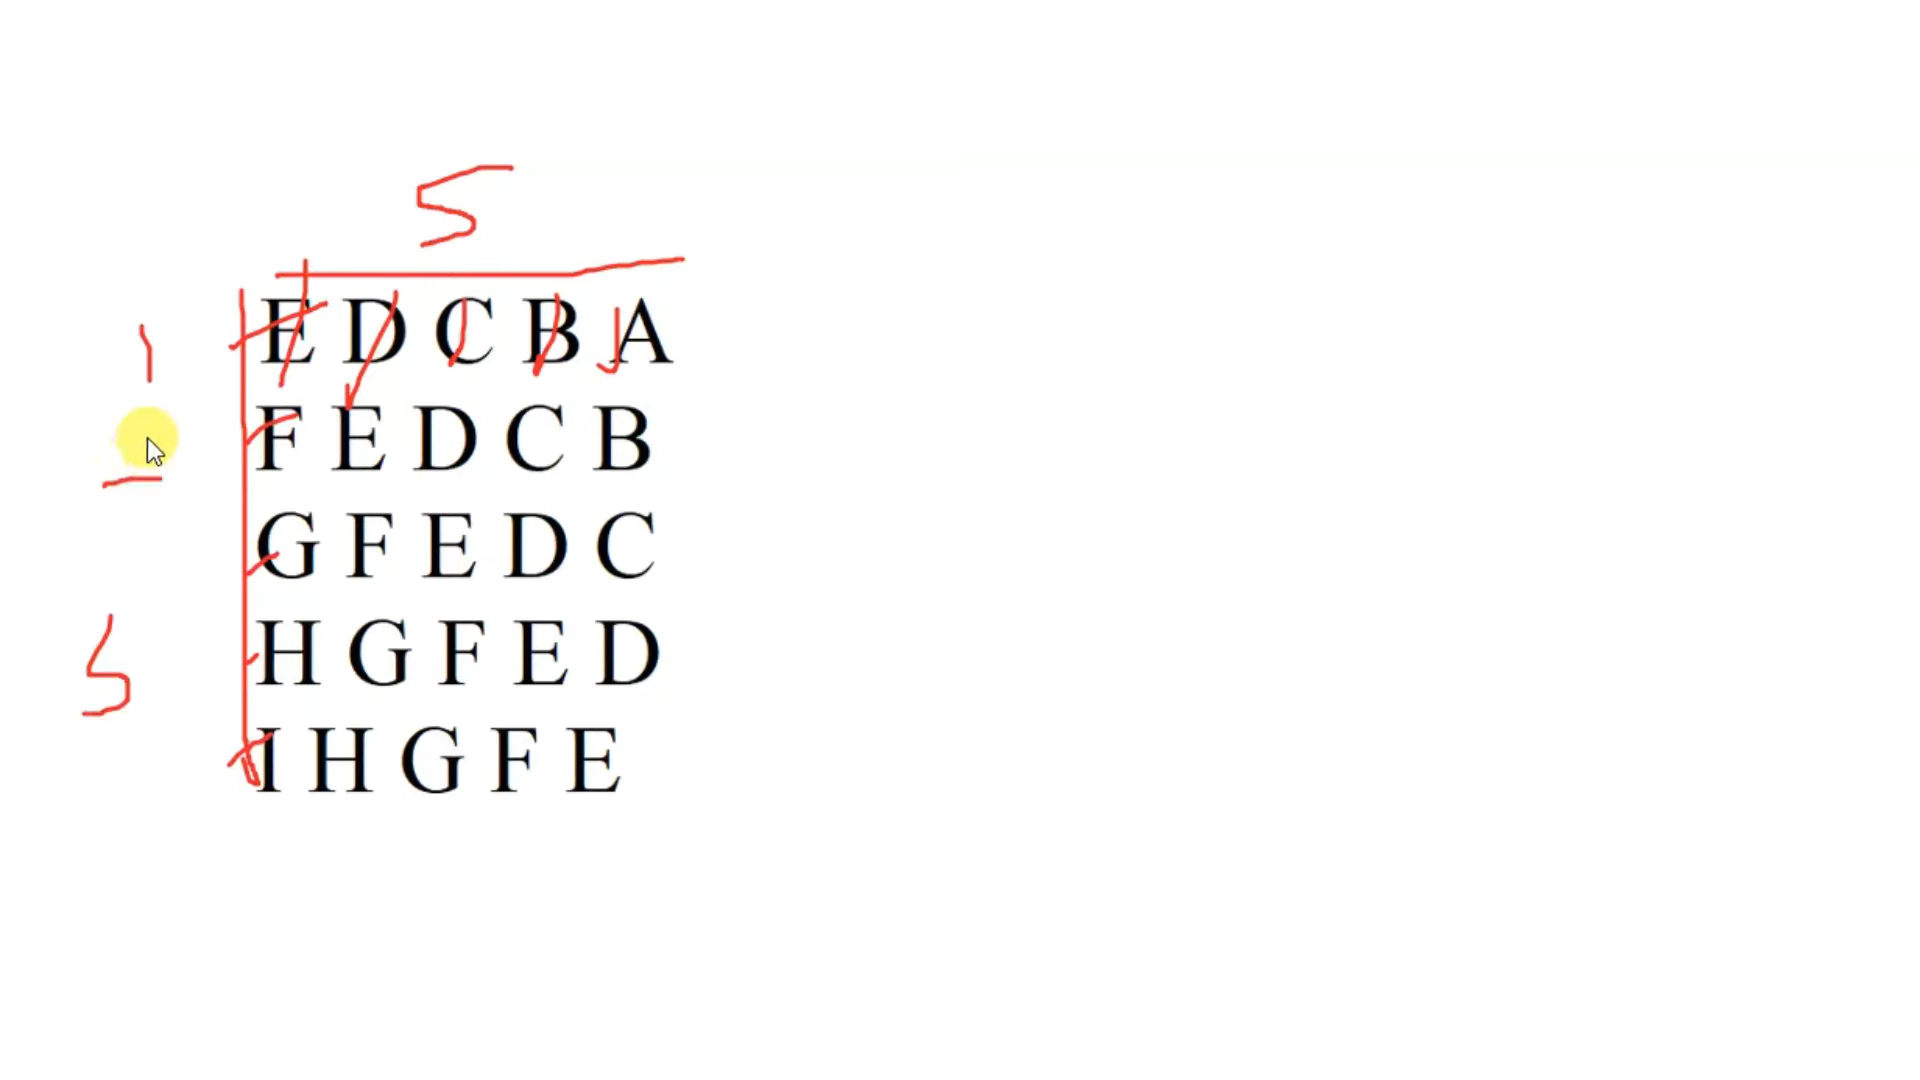 5
E D C B A
1
F E D C B
G F E D C
H G F E D
5
I H G F E